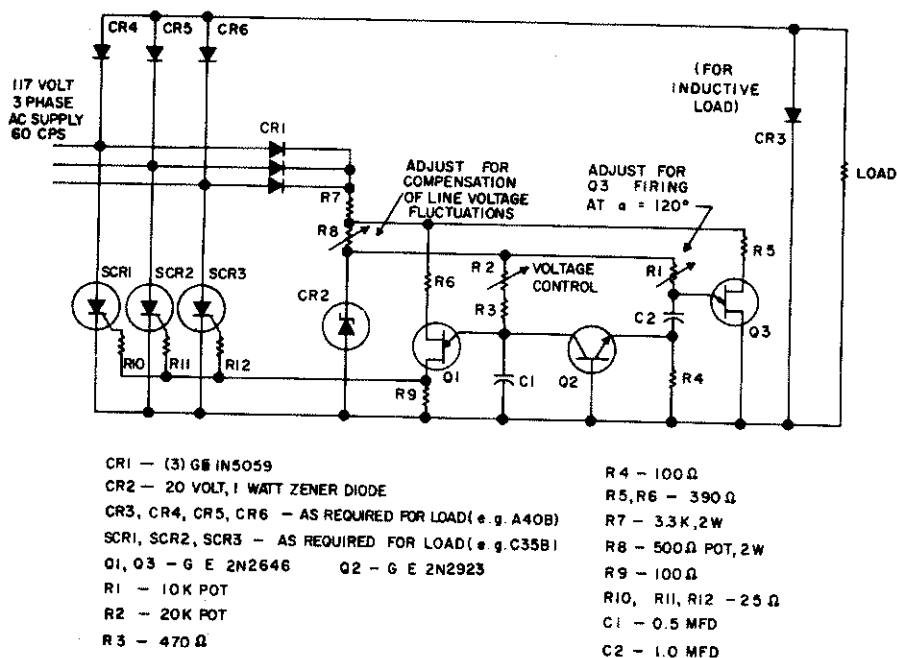 CR4 CR5 CR6
117 VOLT
3 PHASE
AC SUPPLY
60 CPS
CR1
(FOR
INDUCTIVE
LOAD)
CR3
LOAD
ADJUST FOR
COMPENSATION
OF LINE VOLTAGE
FLUCTUATIONS
ADJUST FOR
Q3 FIRING
AT α = 120°
R7
R8
R5
R6
R2
VOLTAGE
CONTROL
R1
R3
SCR1 SCR2 SCR3
CR2
C2
Q3
R10 R11 R12
Q1
C1
Q2
R4
R9
CR1 — (3) GE IN5059
CR2 — 20 VOLT, 1 WATT ZENER DIODE
CR3, CR4, CR5, CR6 — AS REQUIRED FOR LOAD (e.g. A40B)
SCR1, SCR2, SCR3 — AS REQUIRED FOR LOAD (e.g. C35B)
Q1, Q3 — G E 2N2646 Q2 — G E 2N2923
R1 — 10K POT
R2 — 20K POT
R3 — 470 Ω
R4 — 100 Ω
R5, R6 — 390 Ω
R7 — 3.3K, 2W
R8 — 500 Ω POT, 2W
R9 — 100 Ω
R10, R11, R12 — 25 Ω
C1 — 0.5 MFD
C2 — 1.0 MFD